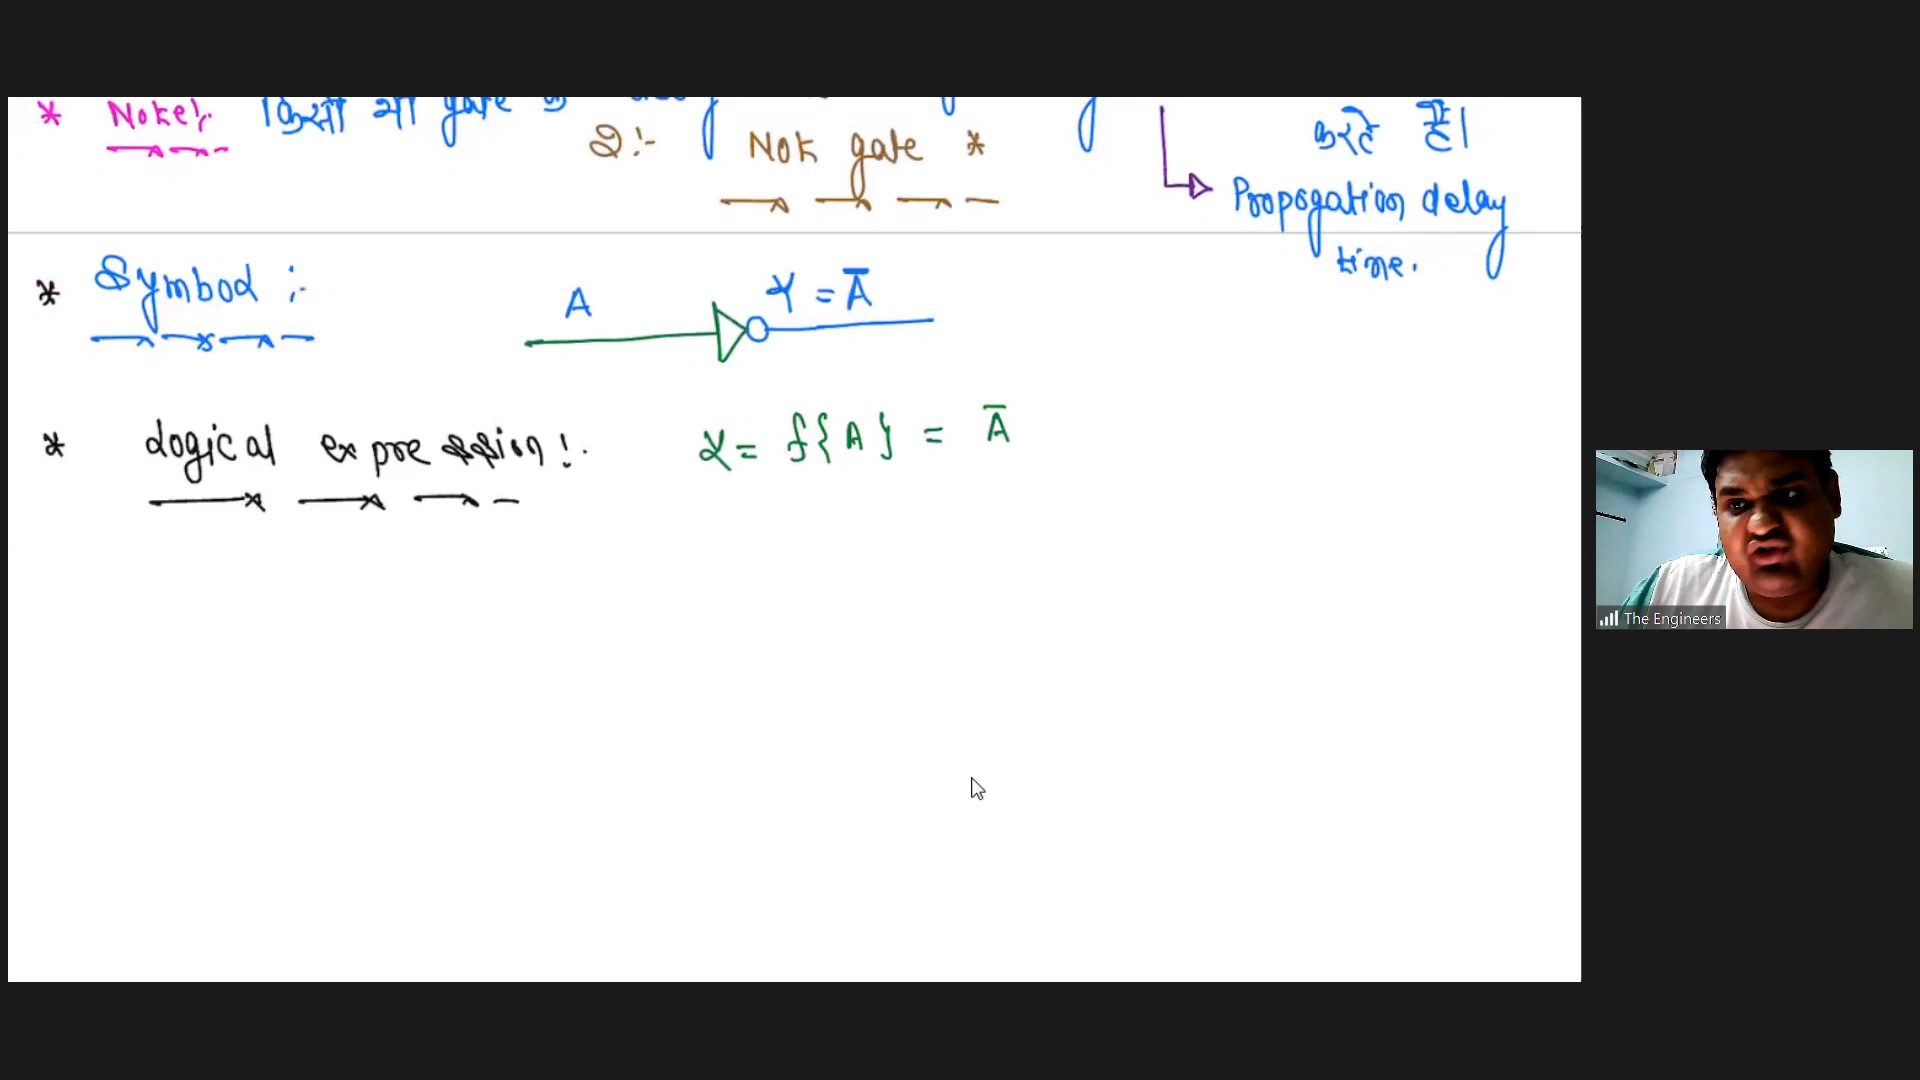 * Note:- किसी भी gate के
करते हैं।
2:- Not gate *
Propogation delay
time.
* Symbol :-
A
Y = A̅
* Logical expression:-
Y = f{A} = A̅
The Engineers